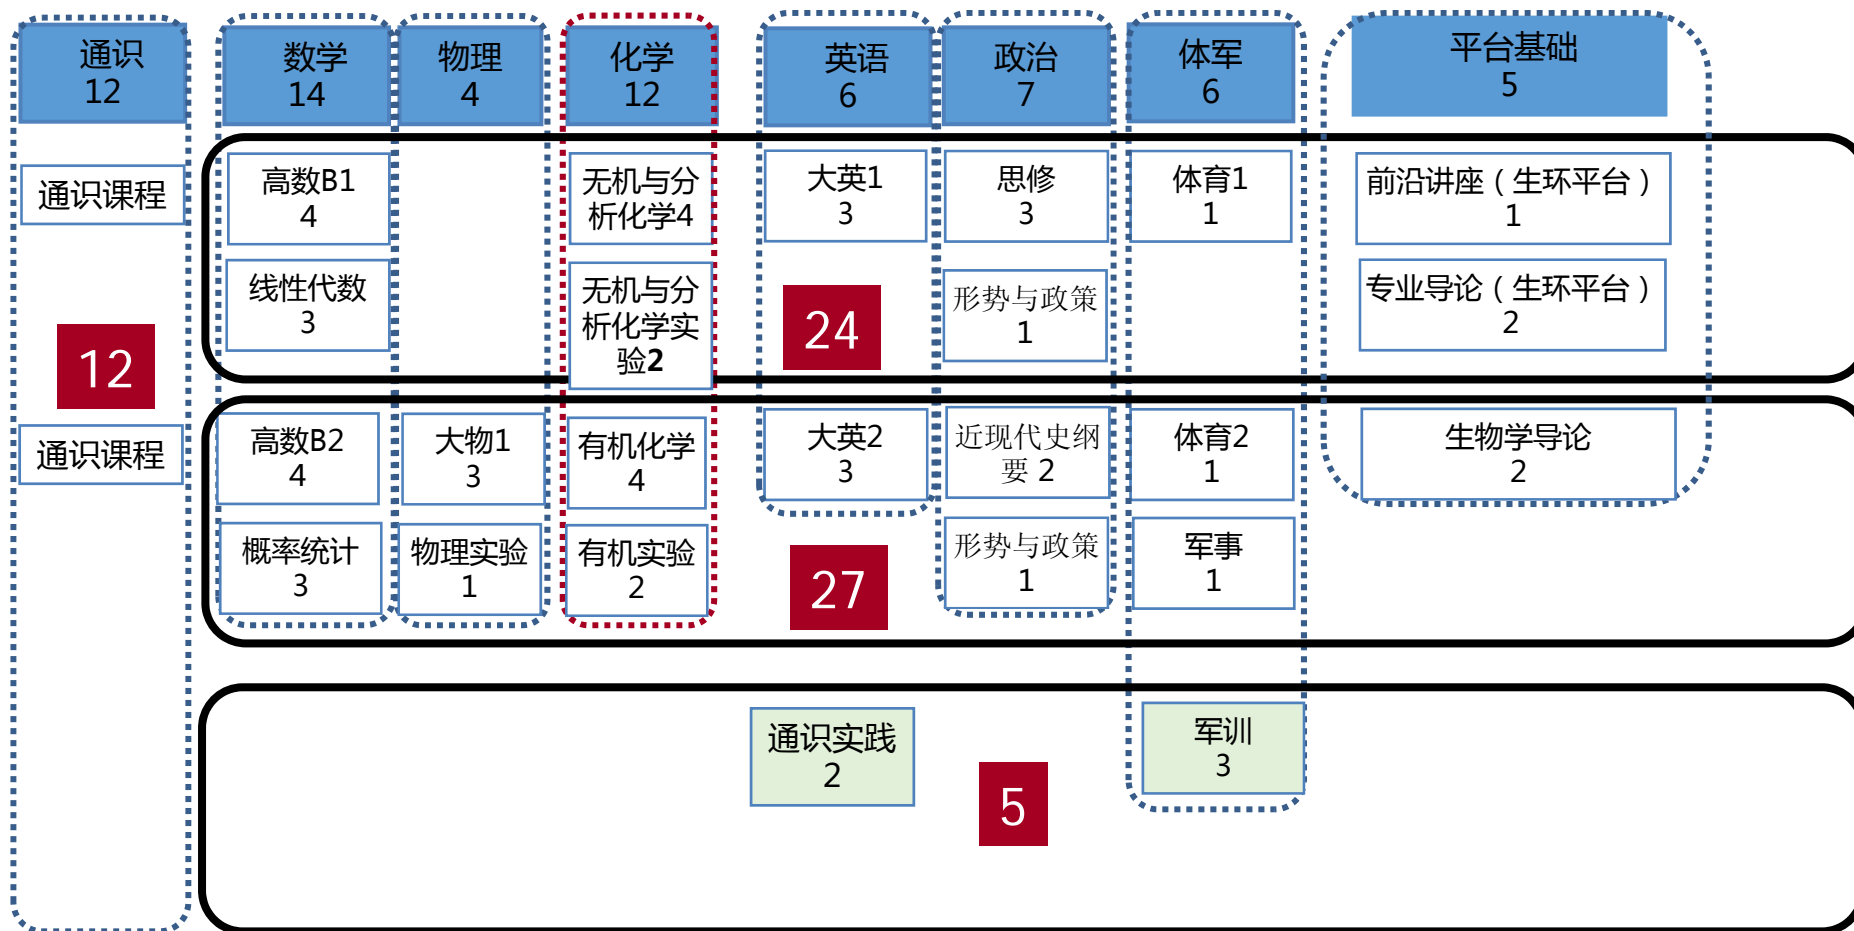 通识
12
数学
14
物理
4
化学
12
英语
6
政治
7
体军
6
平台基础
5
通识课程
高数B1
4
无机与分
析化学4
大英1
3
思修
3
体育1
1
前沿讲座（生环平台）
1
线性代数
3
无机与分
析化学实
验2
形势与政策
1
专业导论（生环平台）
2
12
24
通识课程
高数B2
4
大物1
3
有机化学
4
大英2
3
近现代史纲
要 2
体育2
1
生物学导论
2
概率统计
3
物理实验
1
有机实验
2
形势与政策
1
军事
1
27
通识实践
2
军训
3
5